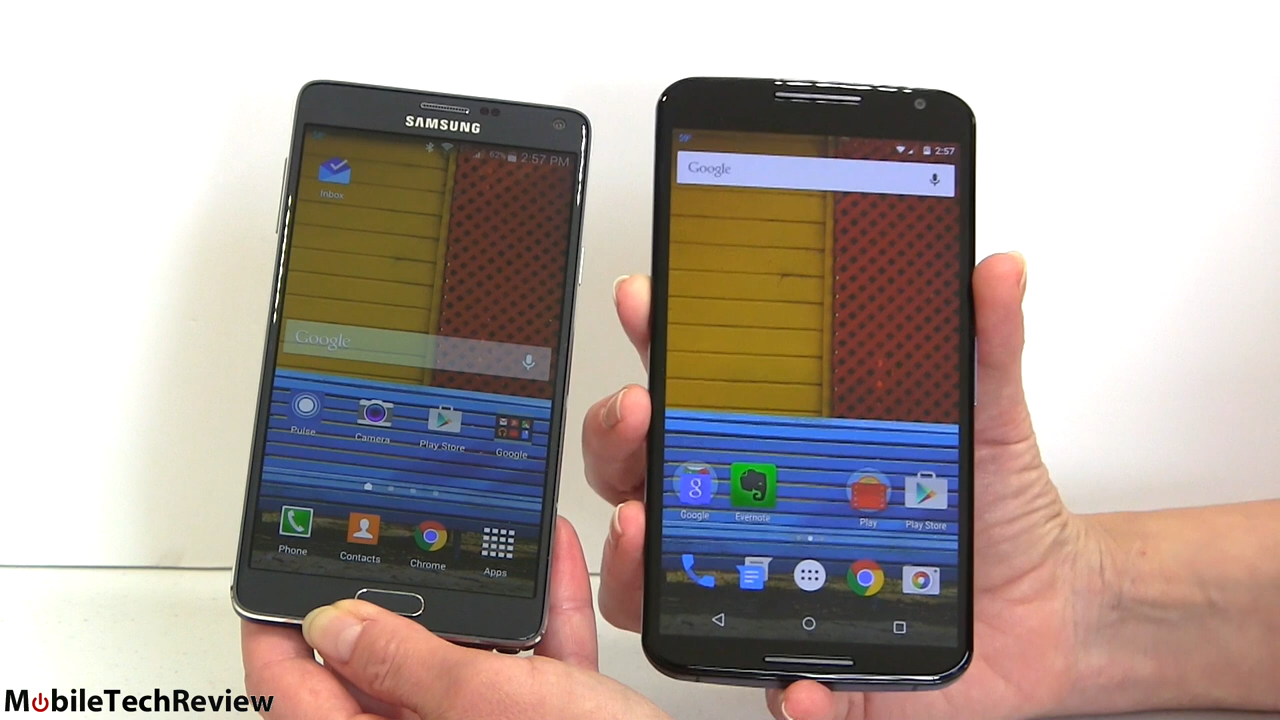 SAMSUNG
2:57 PM
Inbox
Google
Pulse
Camera
Play Store
Google
Phone
Contacts
Chrome
Apps
59°
2:57
Google
g
Google
Evernote
Play
Play Store
MobileTechReview